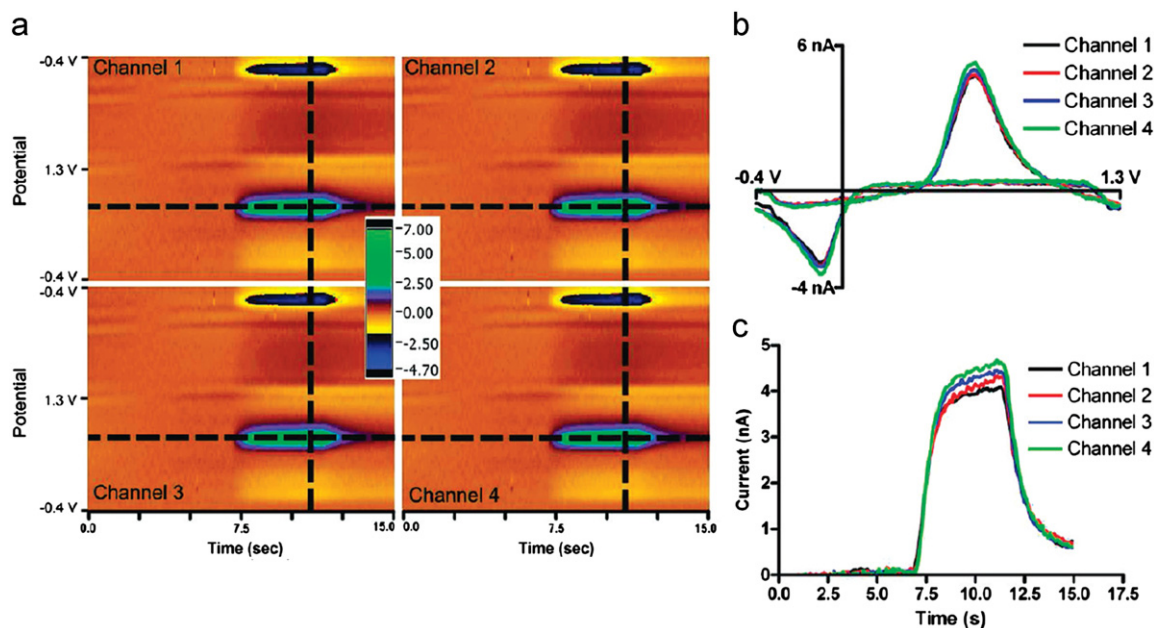 a
-0.4 V
Channel 1
Channel 2
Potential
1.3 V
-0.4 V
-0.4 V
7.00
5.00
2.50
0.00
-2.50
-4.70
Potential
1.3 V
Channel 3
Channel 4
-0.4 V
0.0
7.5
15.0
0.0
7.5
15.0
Time (sec)
Time (sec)
b
6 nA
Channel 1
Channel 2
Channel 3
Channel 4
-0.4 V
1.3 V
-4 nA
c
5
4
3
2
1
0
Current (nA)
Channel 1
Channel 2
Channel 3
Channel 4
0.0
2.5
5.0
7.5
10.0
12.5
15.0
17.5
Time (s)